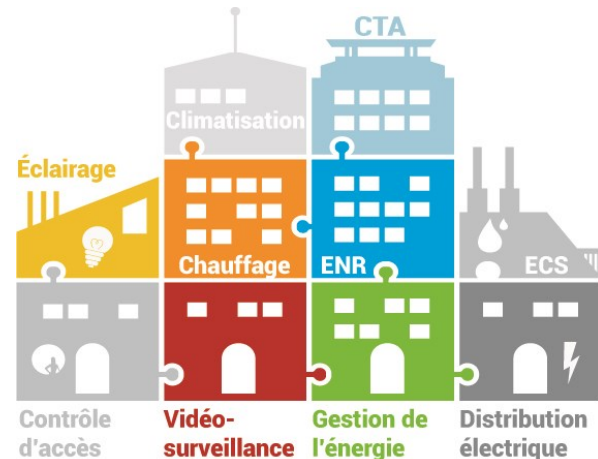 CTA
Climatisation
Éclairage
Chauffage
ENR
ECS
Contrôle
d'accès
Vidéo-
surveillance
Gestion de
l'énergie
Distribution
électrique